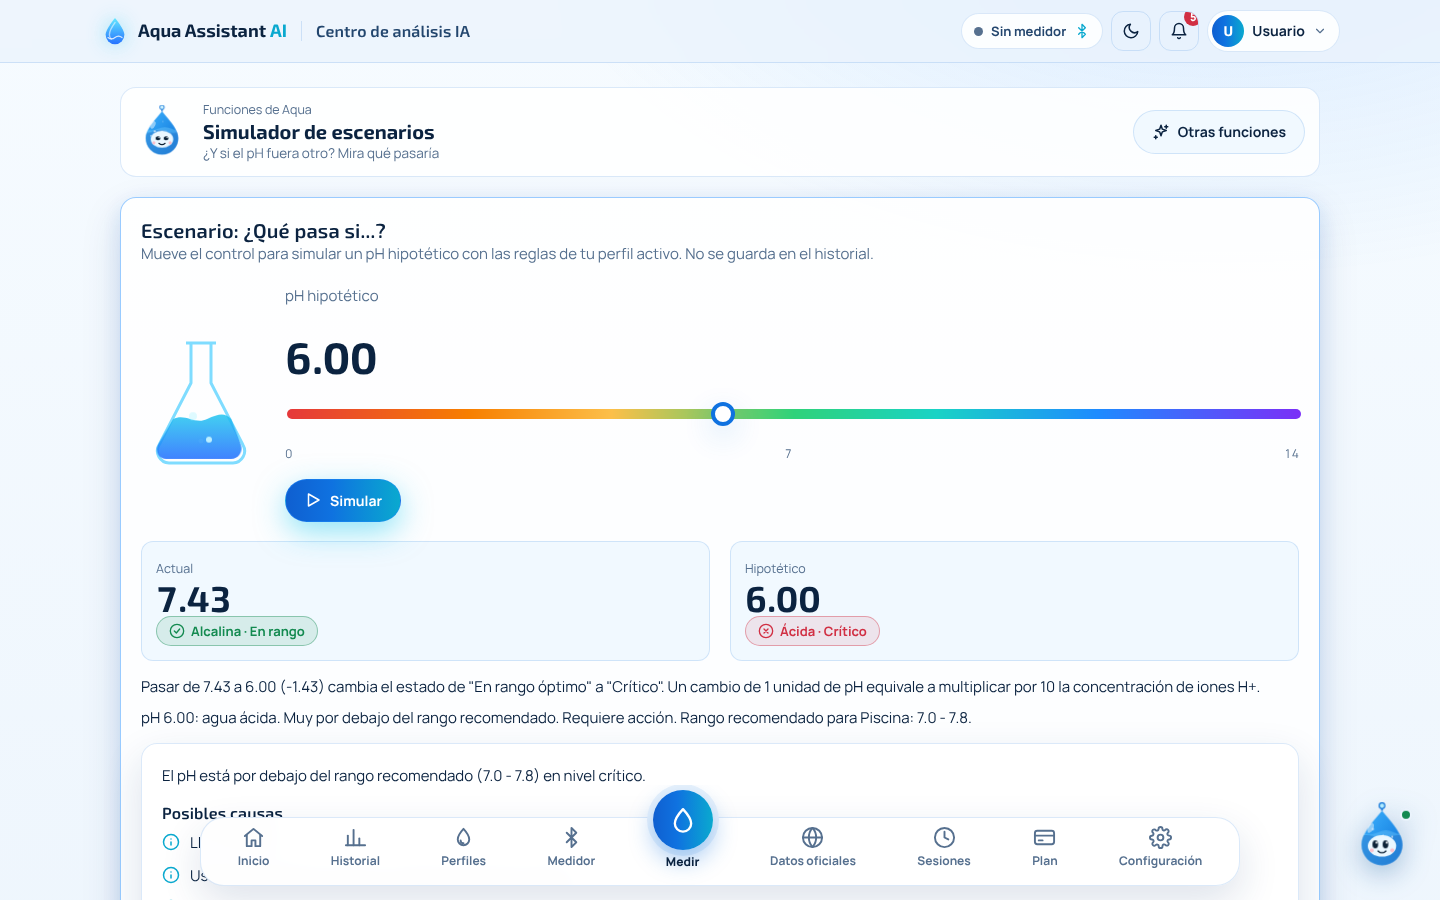 Aqua Assistant AI
Centro de análisis IA
Sin medidor
5
U
Usuario
Funciones de Aqua
Simulador de escenarios
¿Y si el pH fuera otro? Mira qué pasaría
Otras funciones
Escenario: ¿Qué pasa si...?
Mueve el control para simular un pH hipotético con las reglas de tu perfil activo. No se guarda en el historial.
pH hipotético
6.00
0 7 14
Simular
Actual
7.43
Alcalina · En rango
Hipotético
6.00
Ácida · Crítico
Pasar de 7.43 a 6.00 (-1.43) cambia el estado de "En rango óptimo" a "Crítico". Un cambio de 1 unidad de pH equivale a multiplicar por 10 la concentración de iones H+.
pH 6.00: agua ácida. Muy por debajo del rango recomendado. Requiere acción. Rango recomendado para Piscina: 7.0 - 7.8.
El pH está por debajo del rango recomendado (7.0 - 7.8) en nivel crítico.
Posibles causas
Inicio
Historial
Perfiles
Medidor
Medir
Datos oficiales
Sesiones
Plan
Configuración